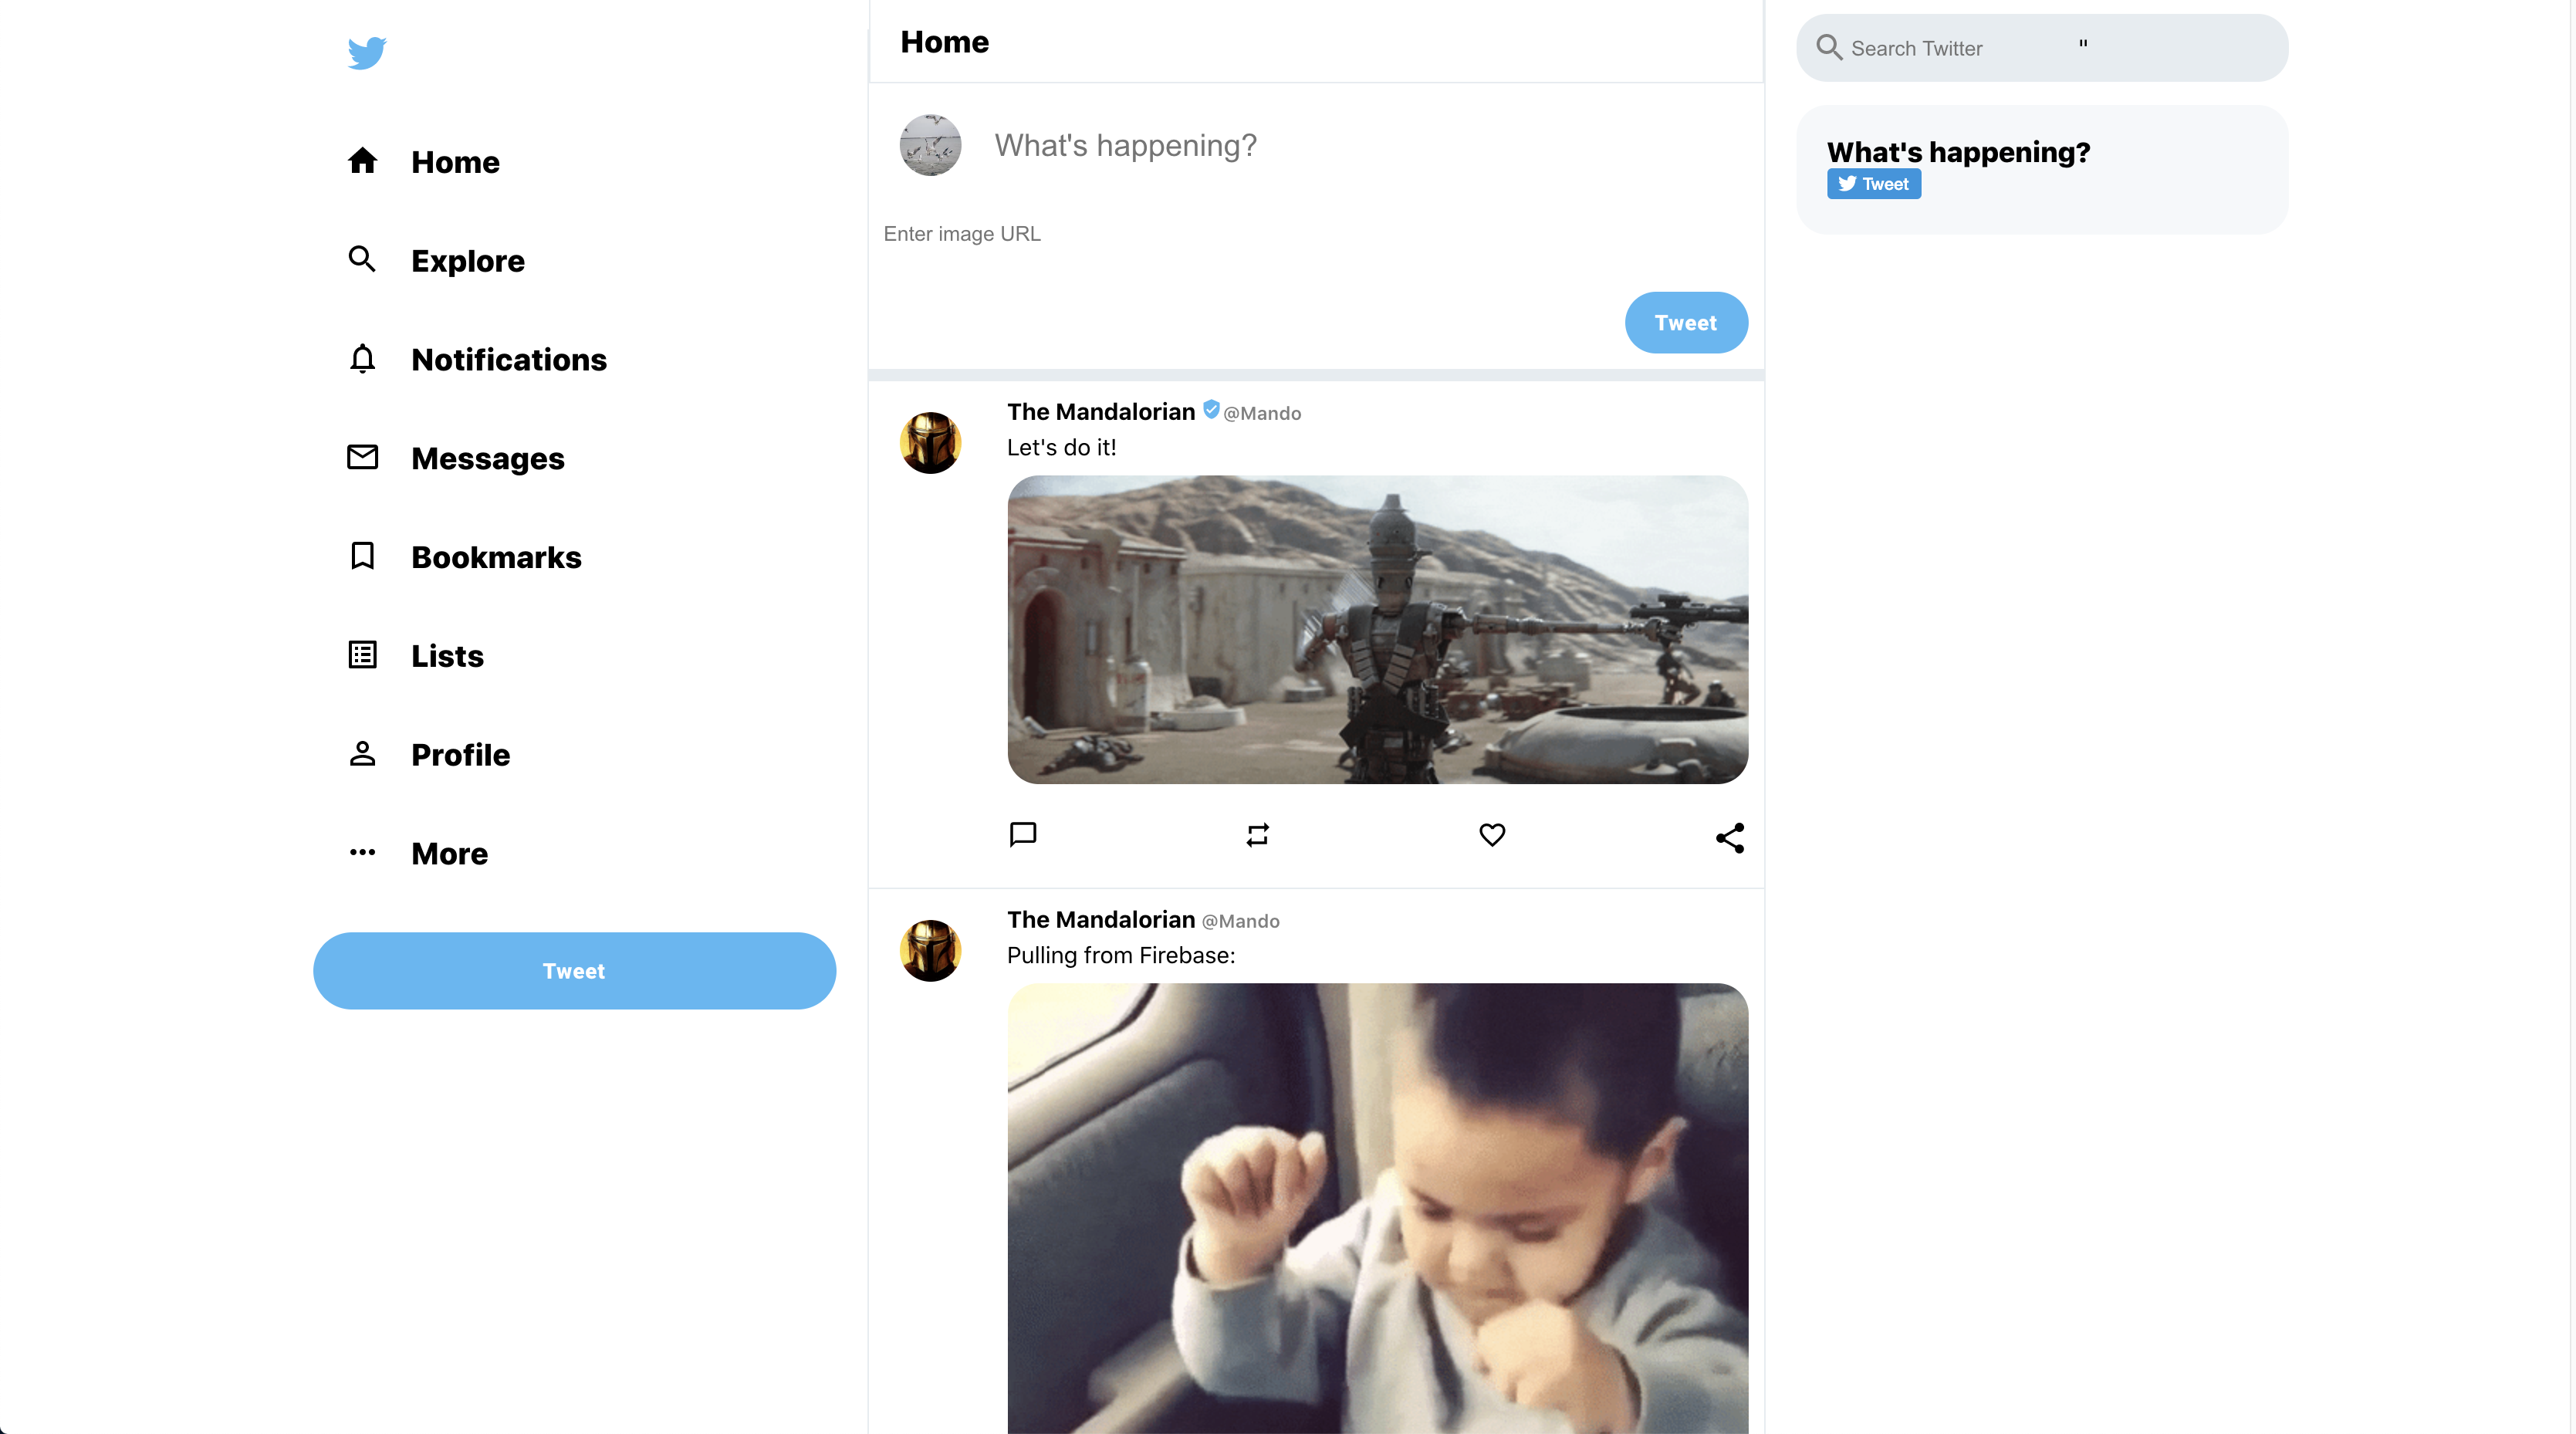 Home
Explore
Notifications
Messages
Bookmarks
Lists
Profile
More
Tweet
Home
What's happening?
Enter image URL
Tweet
The Mandalorian @Mando
Let's do it!
The Mandalorian @Mando
Pulling from Firebase:
Search Twitter "
What's happening?
Tweet